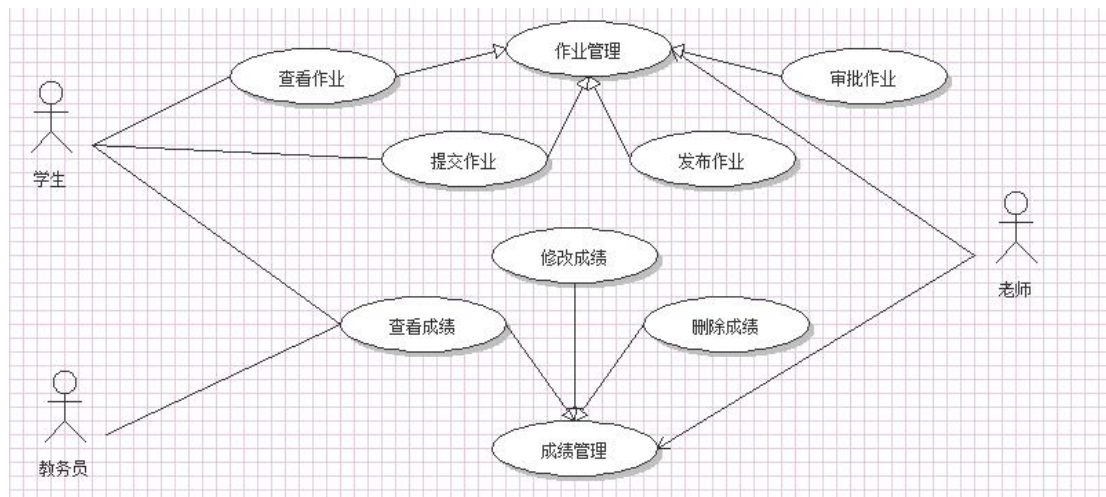 作业管理
查看作业
审批作业
提交作业
发布作业
学生
修改成绩
老师
查看成绩
删除成绩
成绩管理
教务员